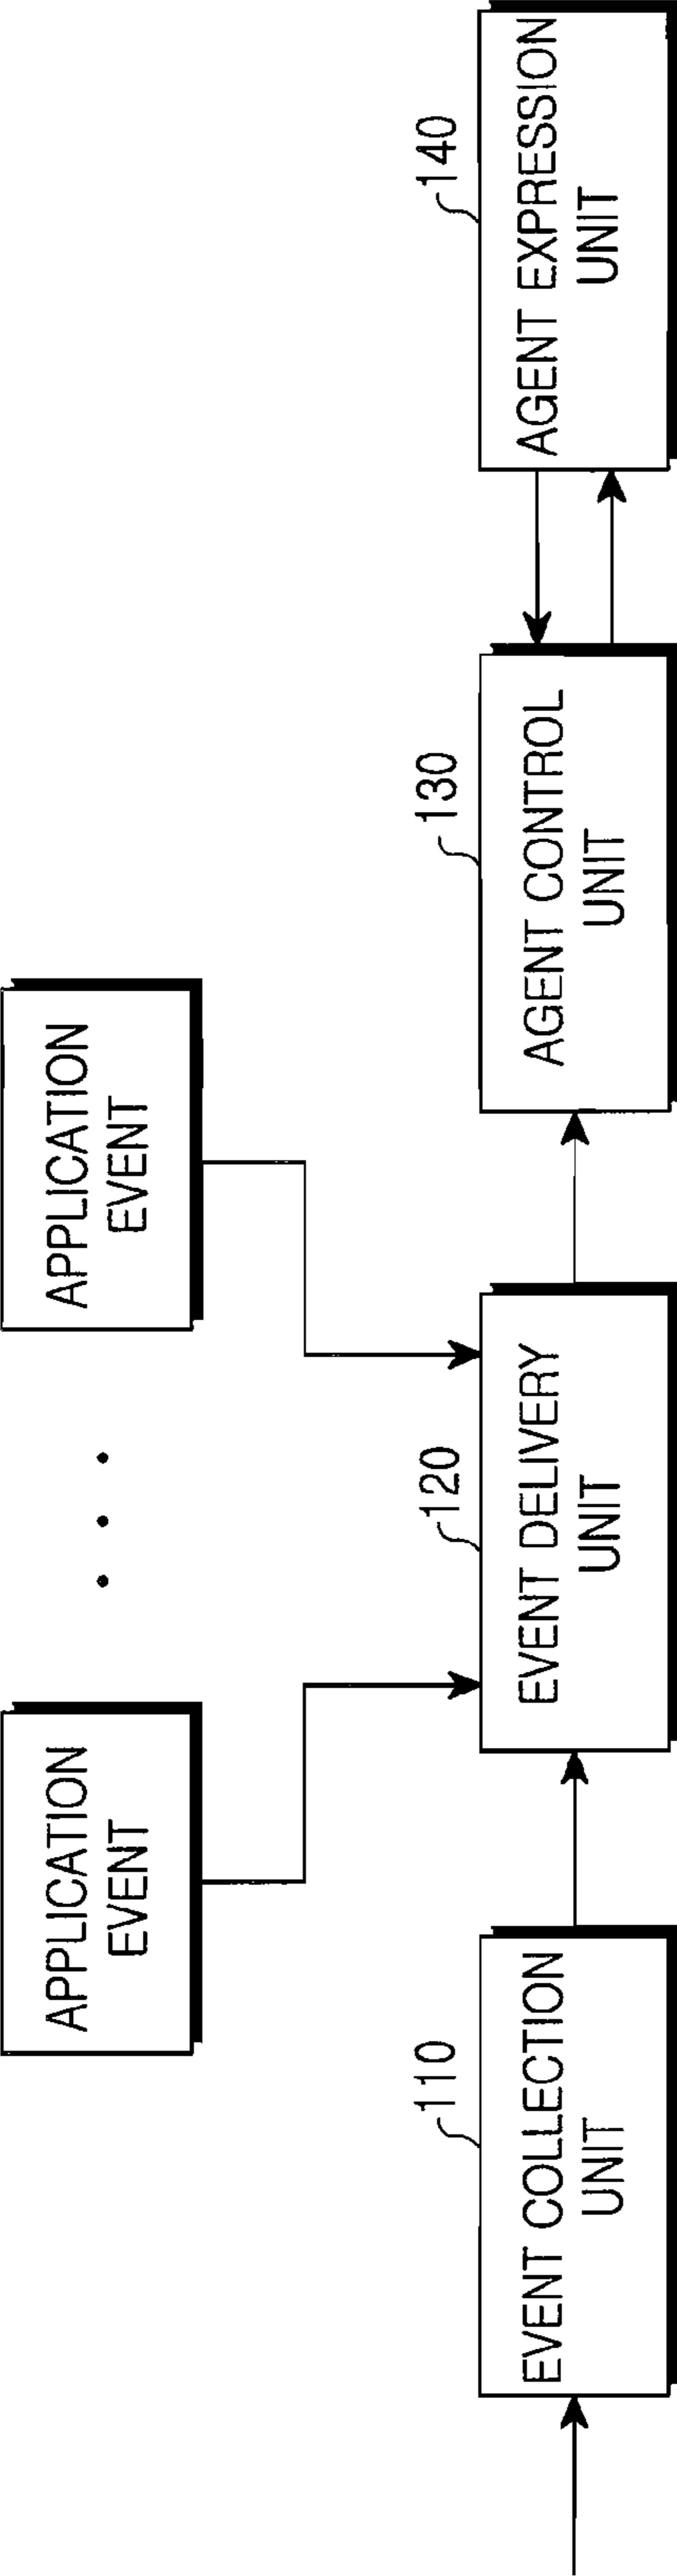 APPLICATION
EVENT
• • •
APPLICATION
EVENT
110
EVENT COLLECTION
UNIT
120
EVENT DELIVERY
UNIT
130
AGENT CONTROL
UNIT
140
AGENT EXPRESSION
UNIT